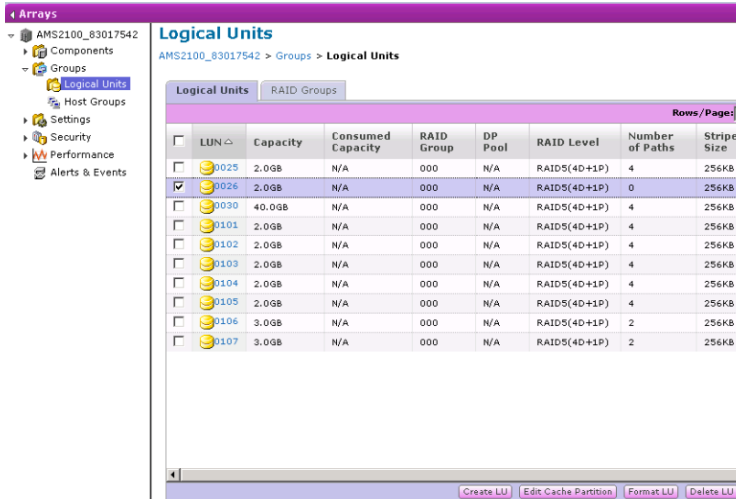 Arrays
AMS2100_83017542
Components
Groups
Logical Units
Host Groups
Settings
Security
Performance
Alerts & Events
Logical Units
AMS2100_83017542 > Groups > Logical Units
Logical Units RAID Groups
Rows/Page:
LUN Capacity Consumed Capacity RAID Group DP Pool RAID Level Number of Paths Stripe Size
0025 2.0GB N/A 000 N/A RAID5(4D+1P) 4 256KB
0026 2.0GB N/A 000 N/A RAID5(4D+1P) 0 256KB
0030 40.0GB N/A 000 N/A RAID5(4D+1P) 4 256KB
0101 2.0GB N/A 000 N/A RAID5(4D+1P) 4 256KB
0102 2.0GB N/A 000 N/A RAID5(4D+1P) 4 256KB
0103 2.0GB N/A 000 N/A RAID5(4D+1P) 4 256KB
0104 2.0GB N/A 000 N/A RAID5(4D+1P) 4 256KB
0105 2.0GB N/A 000 N/A RAID5(4D+1P) 4 256KB
0106 3.0GB N/A 000 N/A RAID5(4D+1P) 2 256KB
0107 3.0GB N/A 000 N/A RAID5(4D+1P) 2 256KB
Create LU Edit Cache Partition Format LU Delete LU